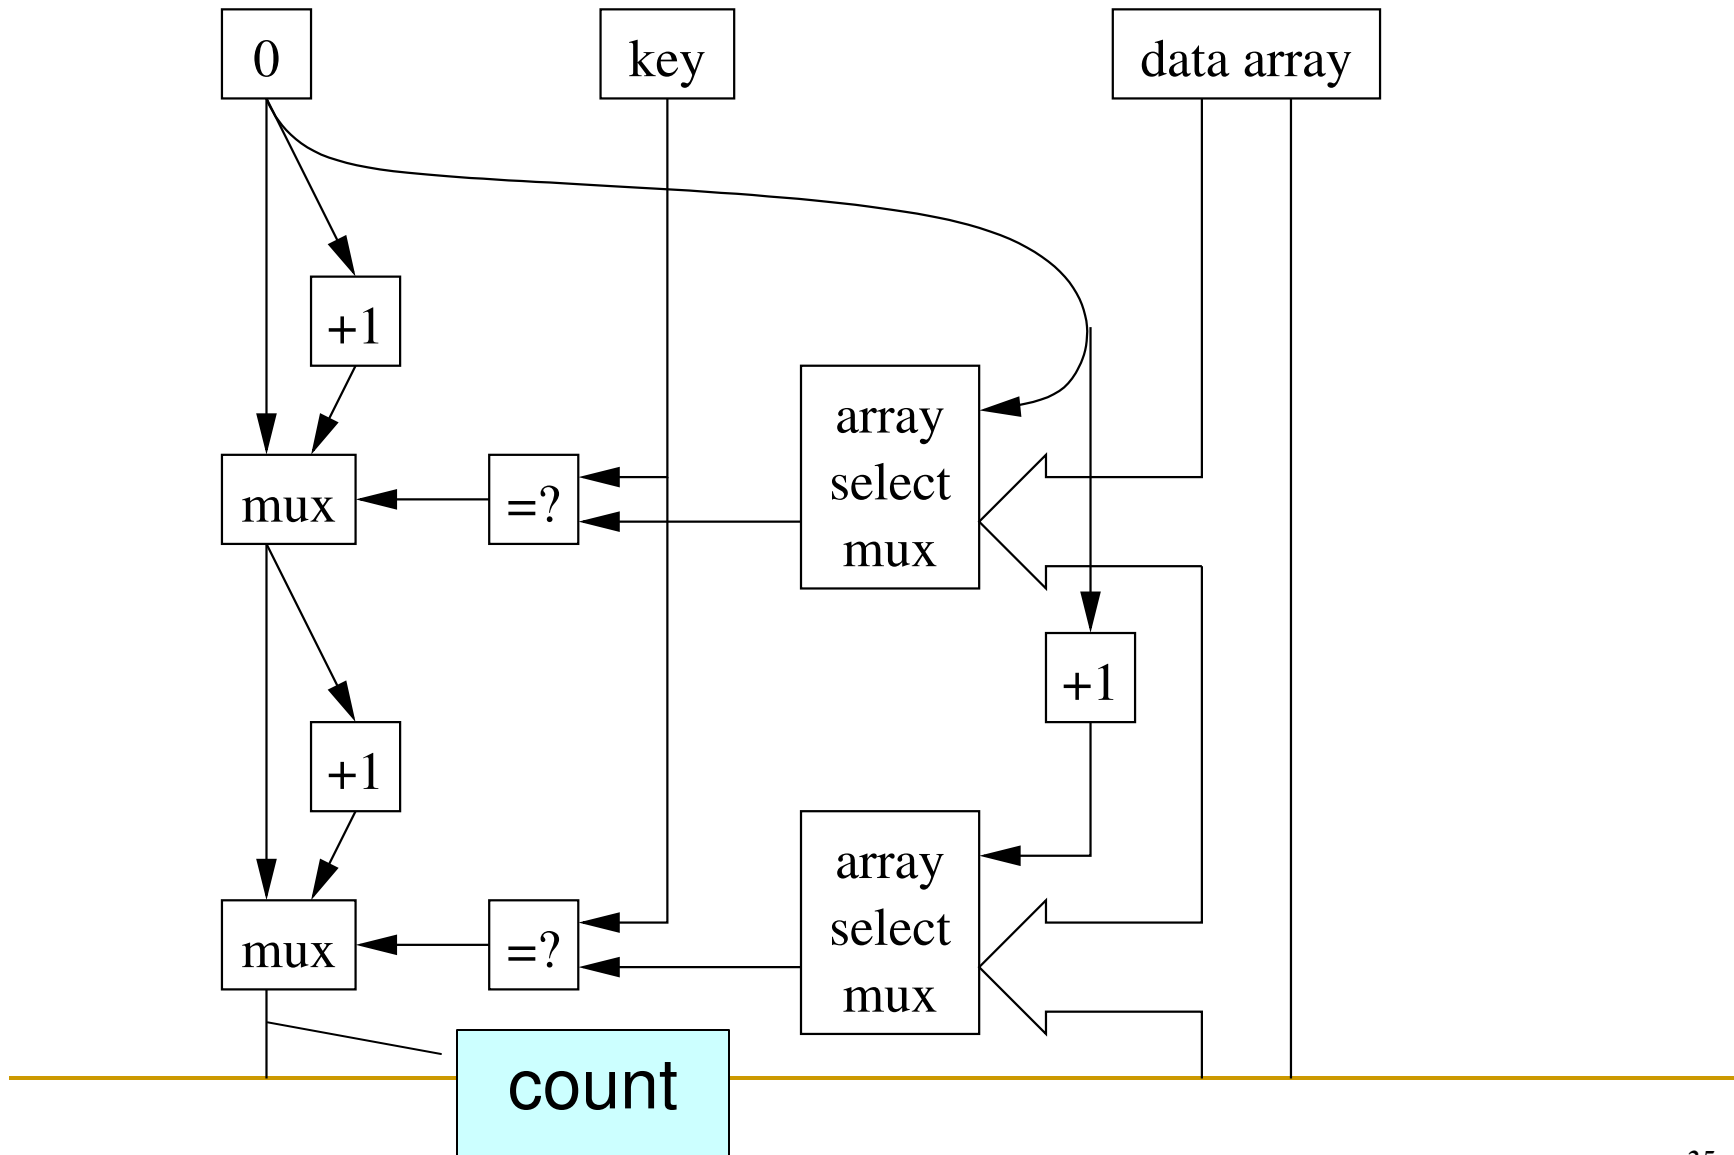 0
key
data array
+1
array
select
mux
mux
=?
+1
+1
array
select
mux
mux
=?
count